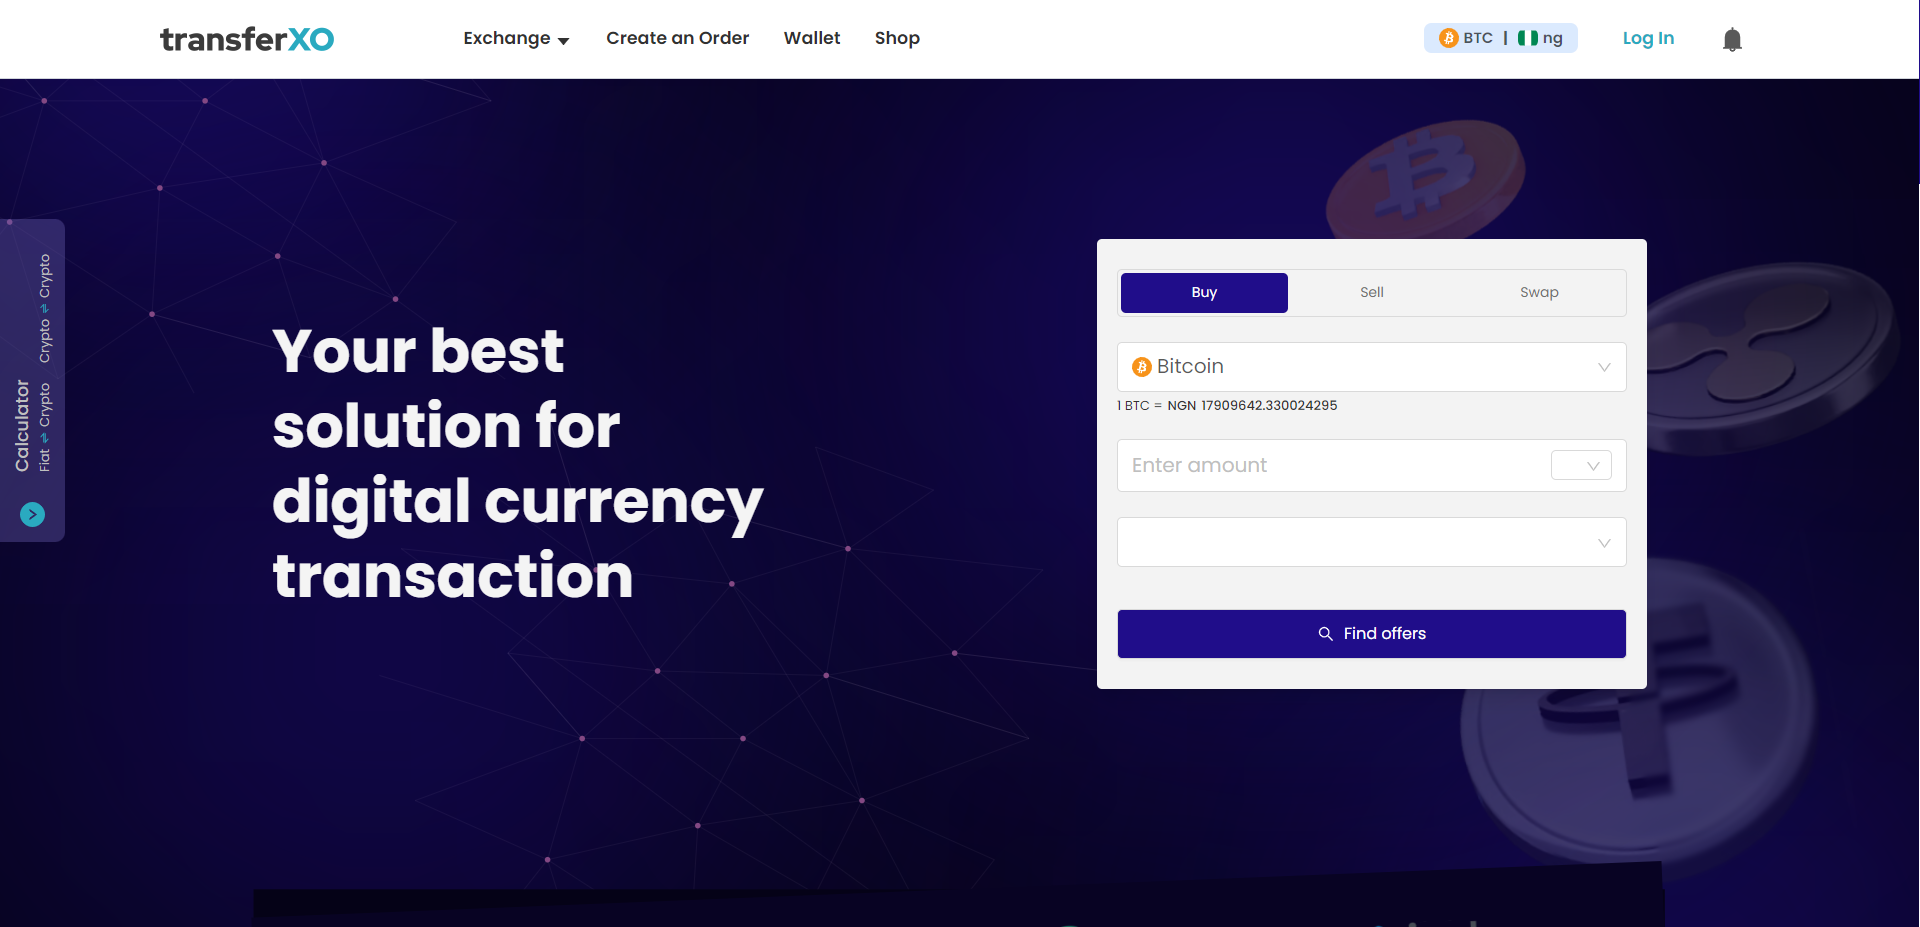 transferXO
Exchange
Create an Order
Wallet
Shop
BTC | ng
Log In
Calculator
Fiat ⇌ Crypto Crypto ⇌ Crypto
Your best
solution for
digital currency
transaction
Buy
Sell
Swap
Bitcoin
1 BTC = NGN 17909642.330024295
Enter amount
Find offers